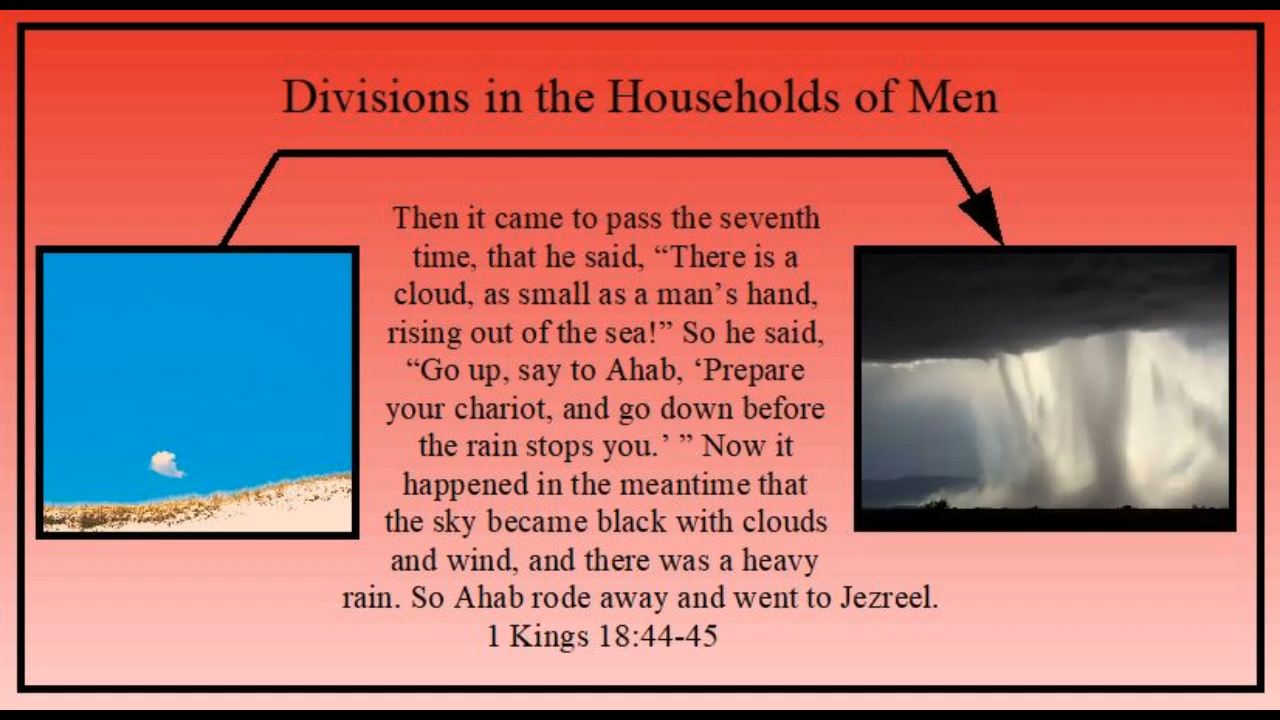 Divisions in the Households of Men
Then it came to pass the seventh
time, that he said, “There is a
cloud, as small as a man’s hand,
rising out of the sea!” So he said,
“Go up, say to Ahab, ‘Prepare
your chariot, and go down before
the rain stops you.’ ” Now it
happened in the meantime that
the sky became black with clouds
and wind, and there was a heavy
rain. So Ahab rode away and went to Jezreel.
1 Kings 18:44-45